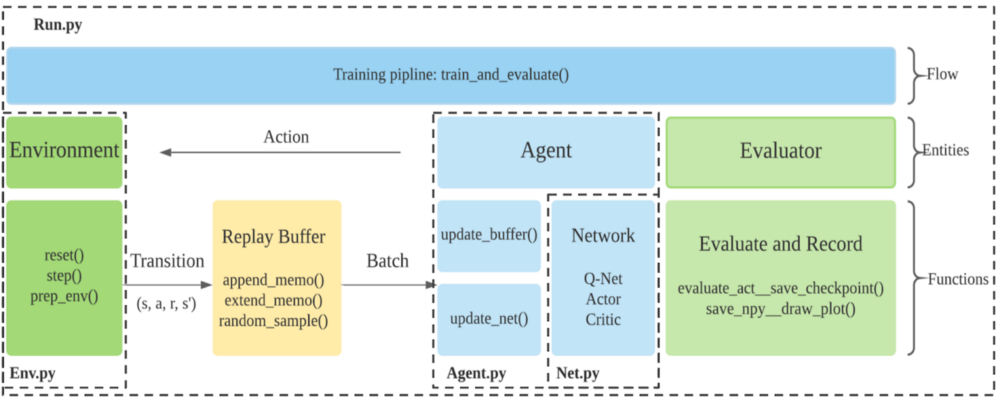 Run.py
Training pipline: train_and_evaluate()
Flow
Environment
Action
Agent
Evaluator
Entities
reset()
step()
prep_env()
Transition
(s, a, r, s')
Replay Buffer
append_memo()
extend_memo()
random_sample()
Batch
update_buffer()
update_net()
Network
Q-Net
Actor
Critic
Evaluate and Record
evaluate_act__save_checkpoint()
save_npy__draw_plot()
Functions
Env.py
Agent.py
Net.py